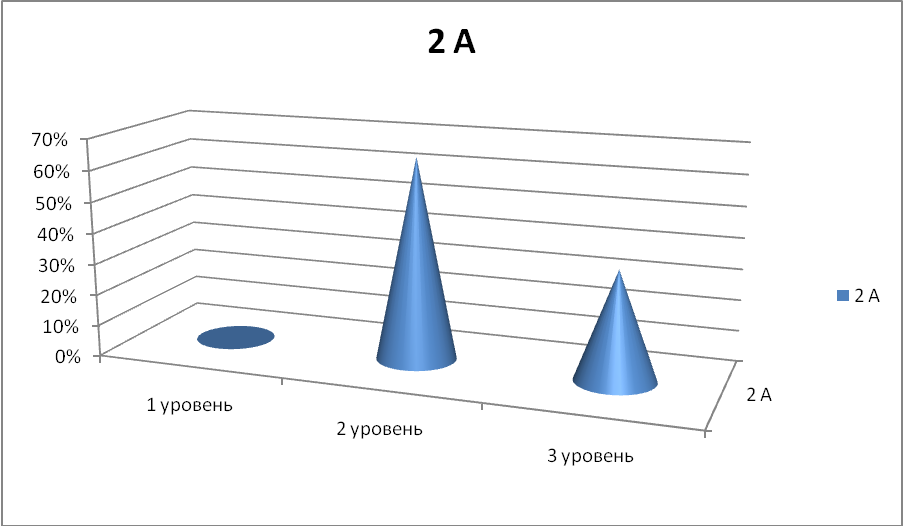 2 А
70%
60%
50%
40%
30%
20%
10%
0%
1 уровень
2 уровень
3 уровень
2 А
2 А